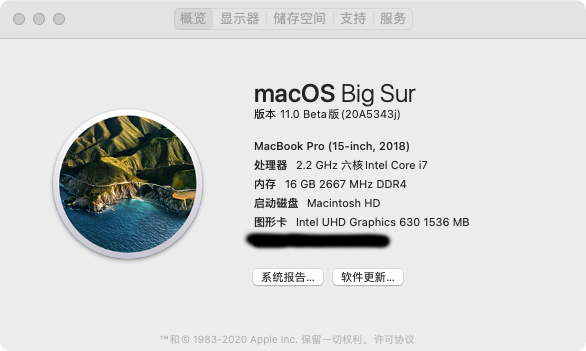 概览 显示器 储存空间 支持 服务
macOS Big Sur
版本 11.0 Beta版 (20A5343j)
MacBook Pro (15-inch, 2018)
处理器 2.2 GHz 六核Intel Core i7
内存 16 GB 2667 MHz DDR4
启动磁盘 Macintosh HD
图形卡 Intel UHD Graphics 630 1536 MB
系统报告... 软件更新...
™和© 1983-2020 Apple Inc. 保留一切权利。许可协议